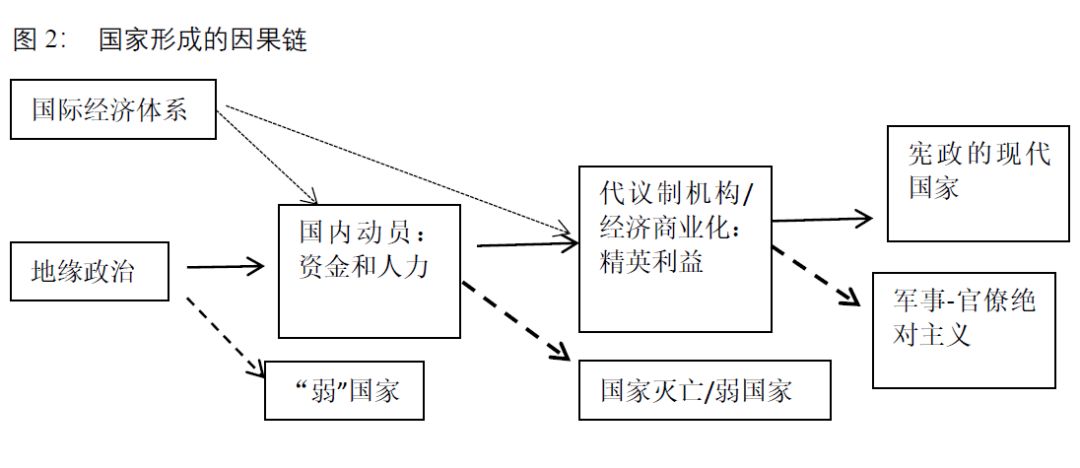 图 2： 国家形成的因果链
国际经济体系
地缘政治
国内动员：
资金和人力
“弱”国家
代议制机构/
经济商业化：
精英利益
国家灭亡/弱国家
宪政的现代
国家
军事-官僚绝
对主义